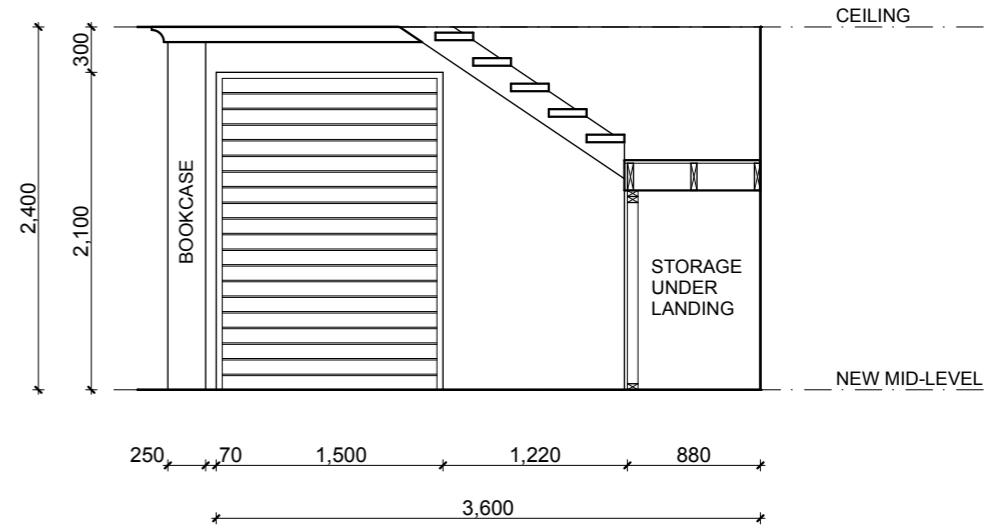 CEILING
300
2,400
2,100
BOOKCASE
STORAGE
UNDER
LANDING
NEW MID-LEVEL
250 70 1,500 1,220 880
3,600